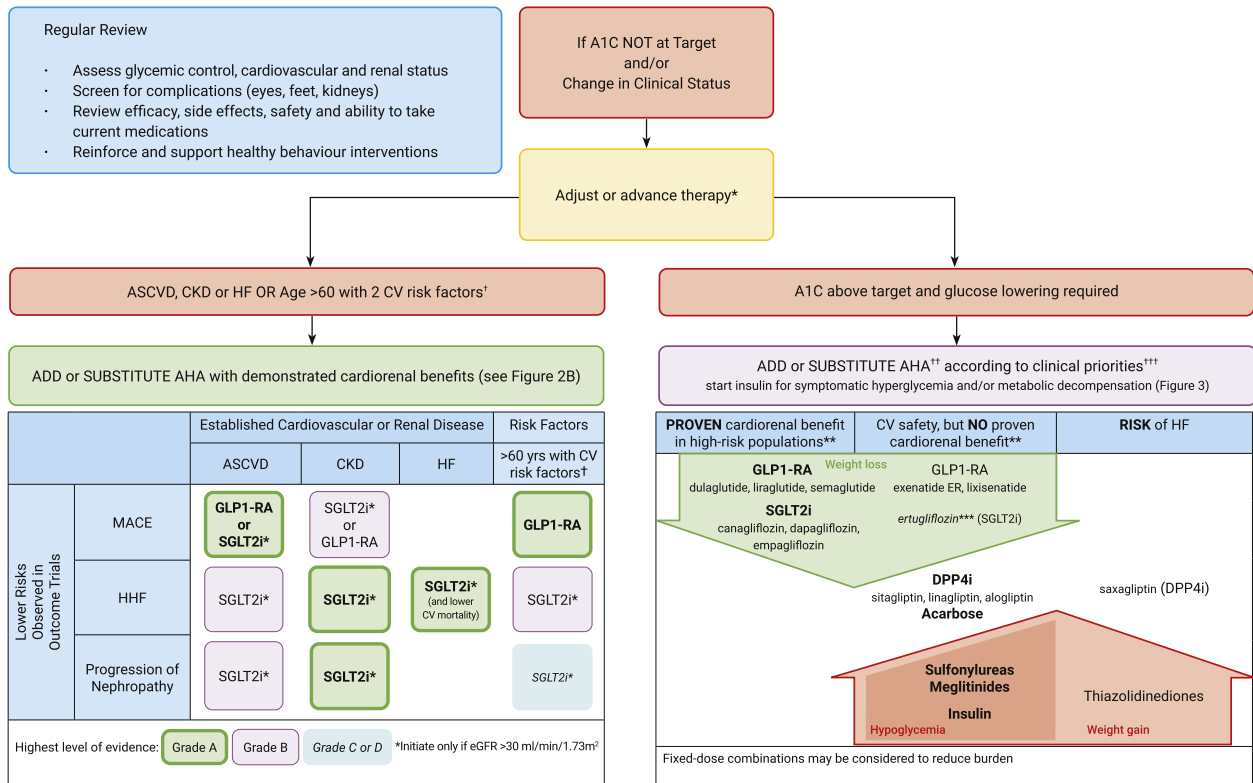 Regular Review
• Assess glycemic control, cardiovascular and renal status
• Screen for complications (eyes, feet, kidneys)
• Review efficacy, side effects, safety and ability to take
current medications
• Reinforce and support healthy behaviour interventions
If A1C NOT at Target
and/or
Change in Clinical Status
Adjust or advance therapy*
ASCVD, CKD or HF OR Age >60 with 2 CV risk factors†
ADD or SUBSTITUTE AHA with demonstrated cardiorenal benefits (see Figure 2B)
Established Cardiovascular or Renal Disease
Risk Factors
ASCVD
CKD
HF
>60 yrs with CV
risk factors†
Lower Risks
Observed in
Outcome Trials
MACE
GLP1-RA
or
SGLT2i*
SGLT2i*
or
GLP1-RA
GLP1-RA
HHF
SGLT2i*
SGLT2i*
SGLT2i*
(and lower
CV mortality)
SGLT2i*
Progression of
Nephropathy
SGLT2i*
SGLT2i*
SGLT2i*
Highest level of evidence:
Grade A
Grade B
Grade C or D
*Initiate only if eGFR >30 ml/min/1.73m²
A1C above target and glucose lowering required
ADD or SUBSTITUTE AHA†† according to clinical priorities†††
start insulin for symptomatic hyperglycemia and/or metabolic decompensation (Figure 3)
PROVEN cardiorenal benefit
in high-risk populations**
CV safety, but NO proven
cardiorenal benefit**
RISK of HF
Weight loss
GLP1-RA
dulaglutide, liraglutide, semaglutide
SGLT2i
canagliflozin, dapagliflozin,
empagliflozin
GLP1-RA
exenatide ER, lixisenatide
ertugliflozin*** (SGLT2i)
DPP4i
sitagliptin, linagliptin, alogliptin
Acarbose
saxagliptin (DPP4i)
Sulfonylureas
Meglitinides
Insulin
Hypoglycemia
Thiazolidinediones
Weight gain
Fixed-dose combinations may be considered to reduce burden